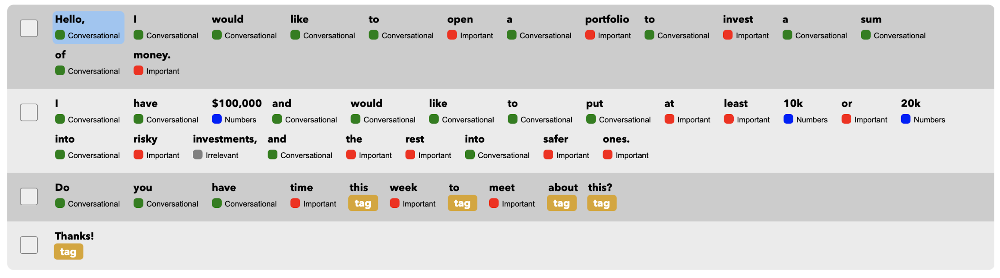 Hello, I would like to open a portfolio to invest a sum
Conversational Conversational Conversational Conversational Conversational Important Conversational Important Conversational Important Conversational Conversational
of money.
Conversational Important
I have $100,000 and would like to put at least 10k or 20k
Conversational Conversational Numbers Conversational Conversational Conversational Conversational Conversational Important Important Numbers Important Numbers
into risky investments, and the rest into safer ones.
Conversational Important Irrelevant Conversational Important Important Conversational Important Important
Do you have time this week to meet about this?
Conversational Conversational Conversational Important tag Important tag Important tag tag
Thanks!
tag